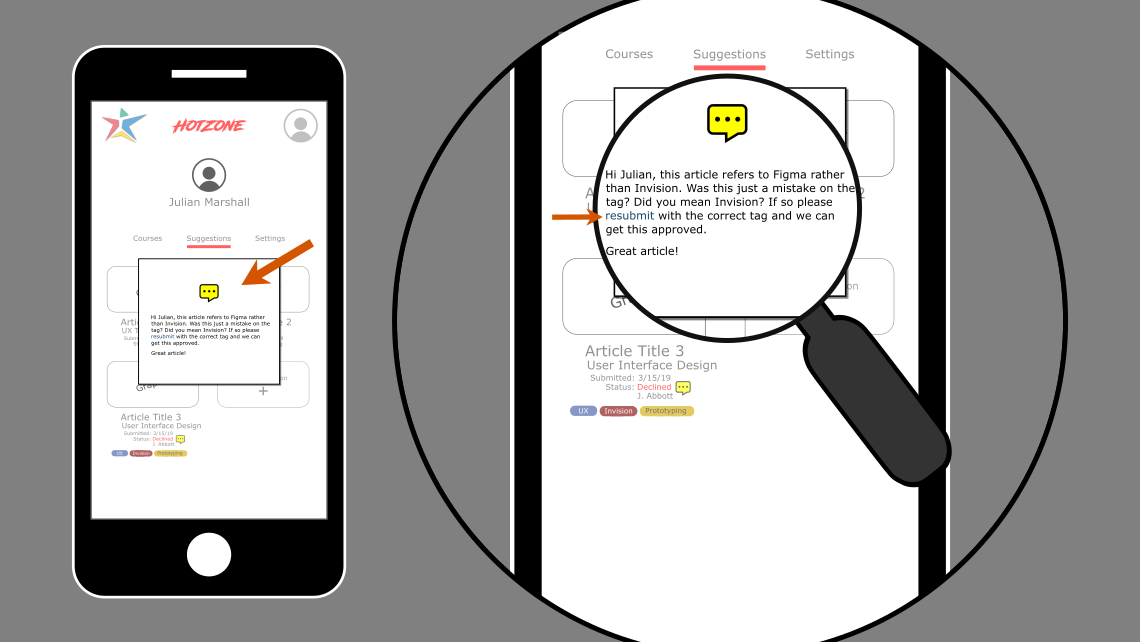 HOTZONE
Julian Marshall
Courses Suggestions Settings
Hi Julian, this article refers to Figma rather
than Invision. Was this just a mistake on the
tag? Did you mean Invision? If so please
resubmit with the correct tag and we can
get this approved.
Great article!
Article Title 3
User Interface Design
Submitted: 3/15/19
Status: Declined
J. Abbott
UX Invision Prototyping
Courses Suggestions Settings
Hi Julian, this article refers to Figma rather
than Invision. Was this just a mistake on the
tag? Did you mean Invision? If so please
resubmit with the correct tag and we can
get this approved.
Great article!
Article Title 3
User Interface Design
Submitted: 3/15/19
Status: Declined
J. Abbott
UX Invision Prototyping